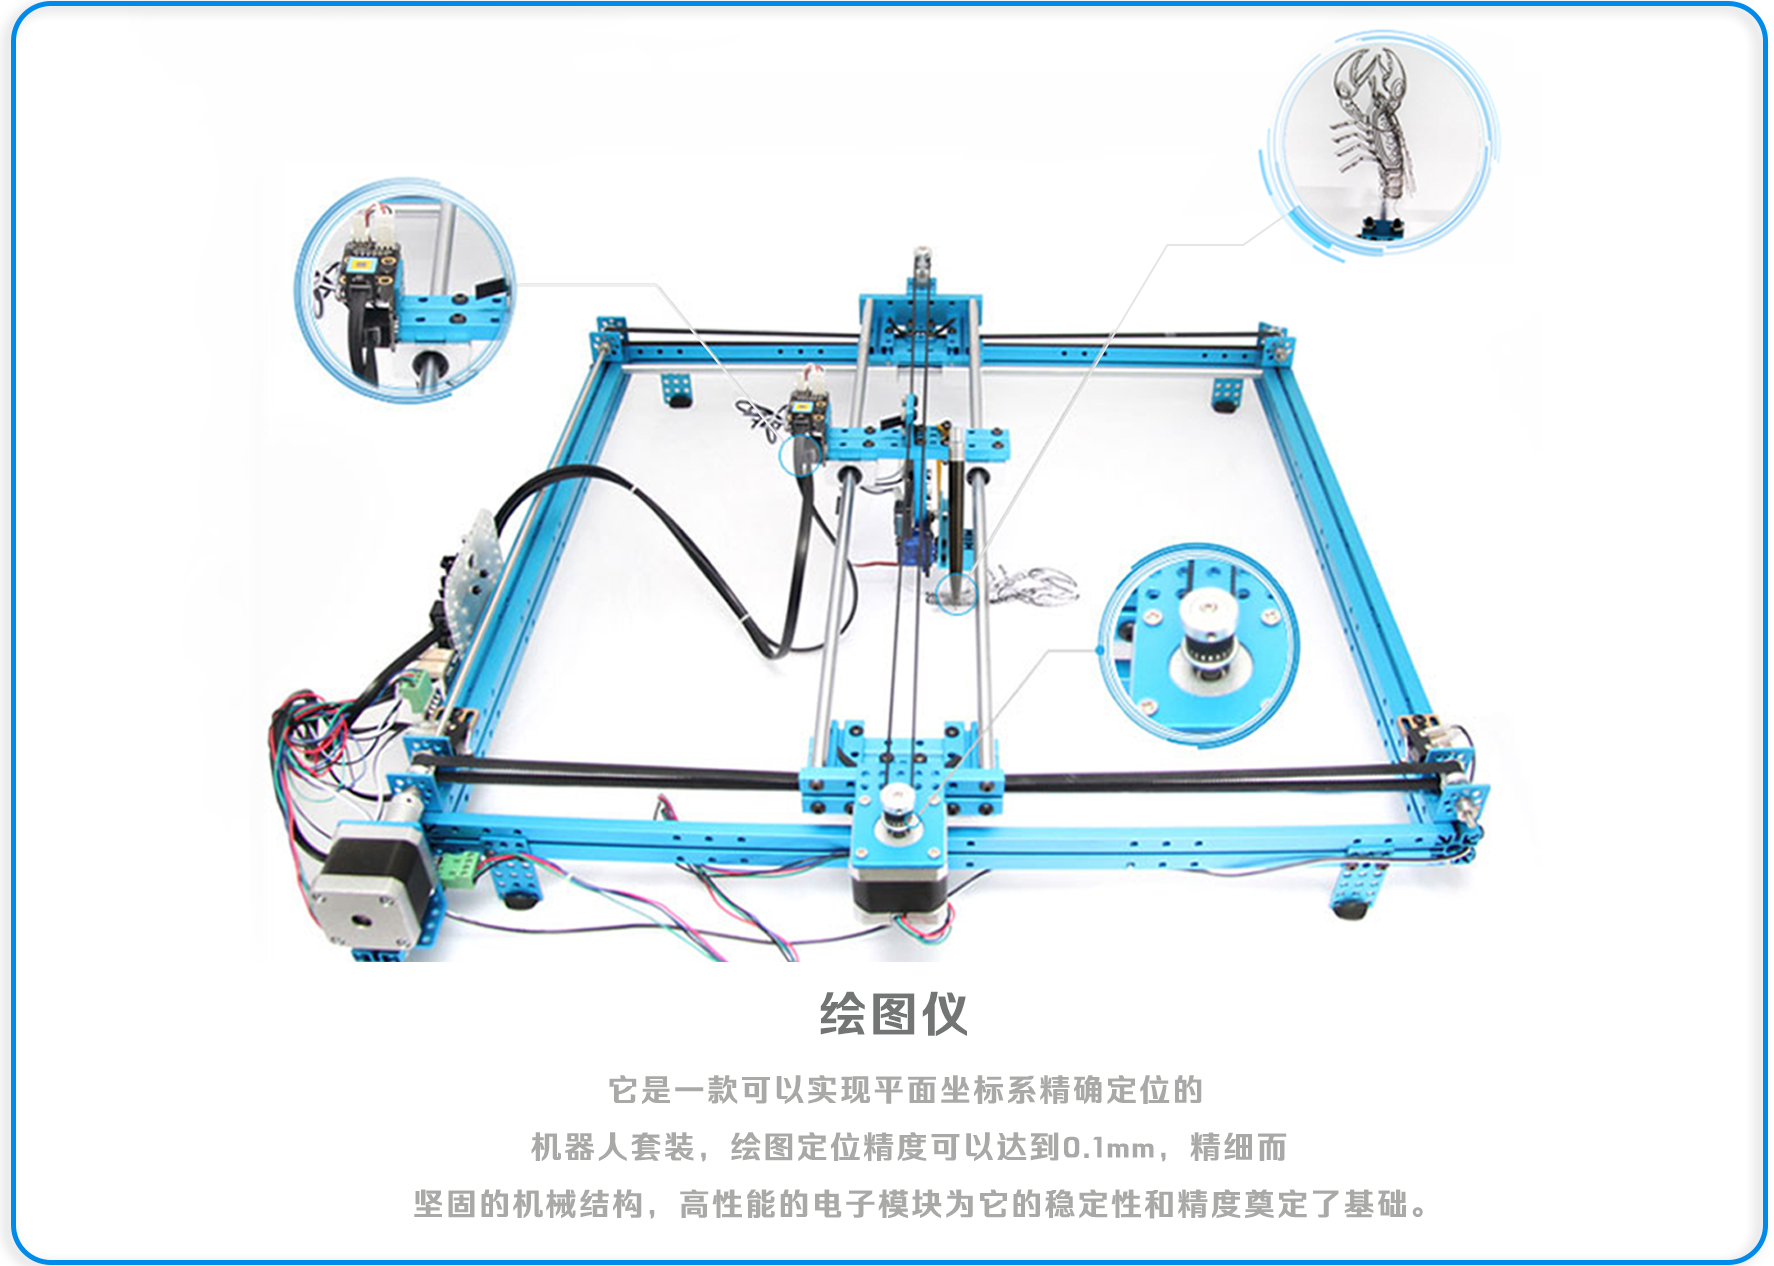 绘图仪
它是一款可以实现平面坐标系精确定位的
机器人套装，绘图定位精度可以达到0.1mm，精细而
坚固的机械结构，高性能的电子模块为它的稳定性和精度奠定了基础。